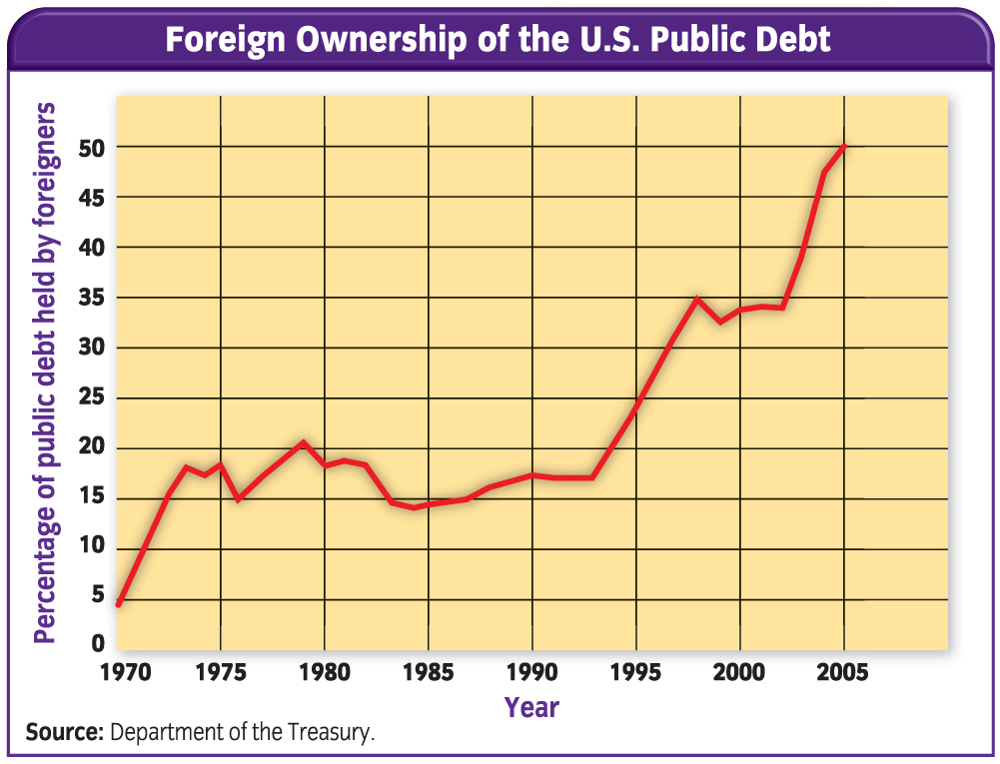 Foreign Ownership of the U.S. Public Debt
Percentage of public debt held by foreigners
50
45
40
35
30
25
20
15
10
5
0
1970 1975 1980 1985 1990 1995 2000 2005
Year
Source: Department of the Treasury.